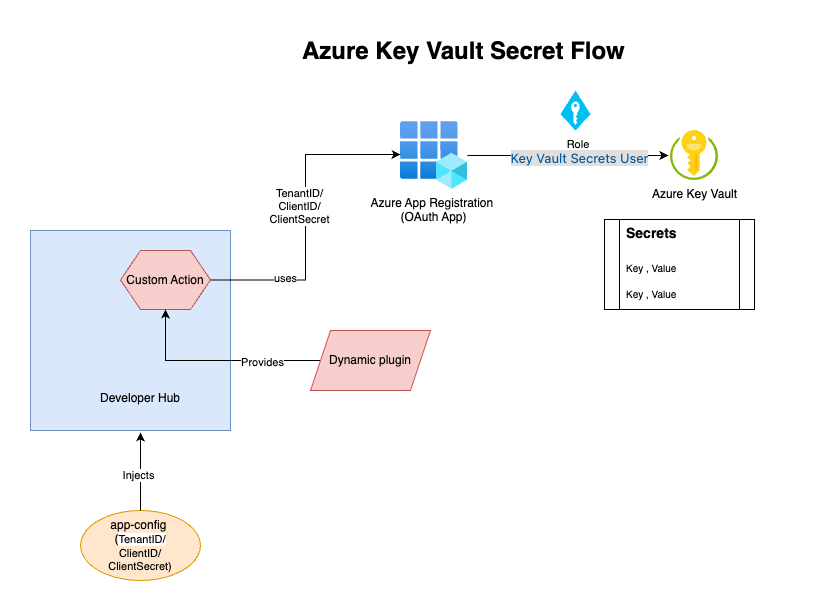 Azure Key Vault Secret Flow
Role
Key Vault Secrets User
TenantID/
ClientID/
ClientSecret
Azure App Registration
(OAuth App)
Azure Key Vault
Secrets
Key , Value
Key , Value
Custom Action
uses
Provides
Dynamic plugin
Developer Hub
Injects
app-config
(TenantID/
ClientID/
ClientSecret)